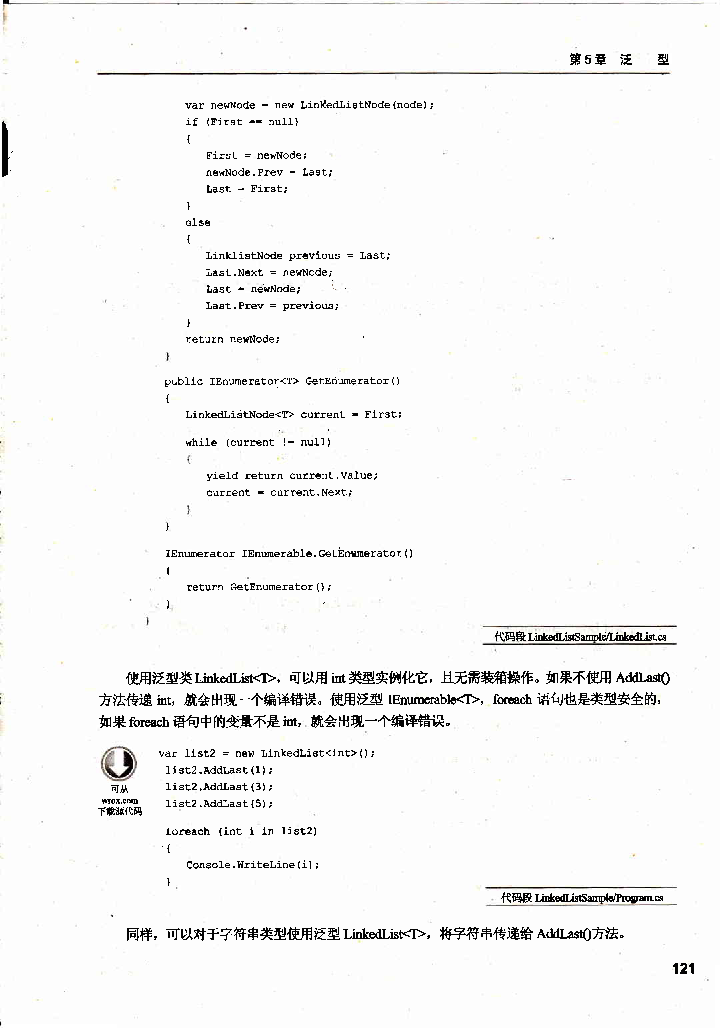 第5章 泛 型
var newNode = new LinkedListNode(node);
if (First == null)
{
First = newNode;
newNode.Prev = Last;
Last = First;
}
else
{
LinklistNode previous = Last;
Last.Next = newNode;
Last = newNode;
Last.Prev = previous;
}
return newNode;
}
public IEnumerator<T> GetEnumerator()
{
LinkedListNode<T> current = First;
while (current != null)
{
yield return current.Value;
current = current.Next;
}
}
IEnumerator IEnumerable.GetEnumerator()
{
return GetEnumerator();
}
}
代码段 LinkedListSample/LinkedList.cs
使用泛型类 LinkedList<T>，可以用 int 类型实例化它，且无需装箱操作。如果不使用 AddLast()
方法传递 int，就会出现一个编译错误。使用泛型 IEnumerable<T>，foreach 语句也是类型安全的，
如果 foreach 语句中的变量不是 int，就会出现一个编译错误。
可从
wrox.com
下载源代码
var list2 = new LinkedList<int>();
list2.AddLast(1);
list2.AddLast(3);
list2.AddLast(5);
foreach (int i in list2)
{
Console.WriteLine(i);
}
代码段 LinkedListSample/Program.cs
同样，可以对于字符串类型使用泛型 LinkedList<T>，将字符串传递给 AddLast()方法。
121